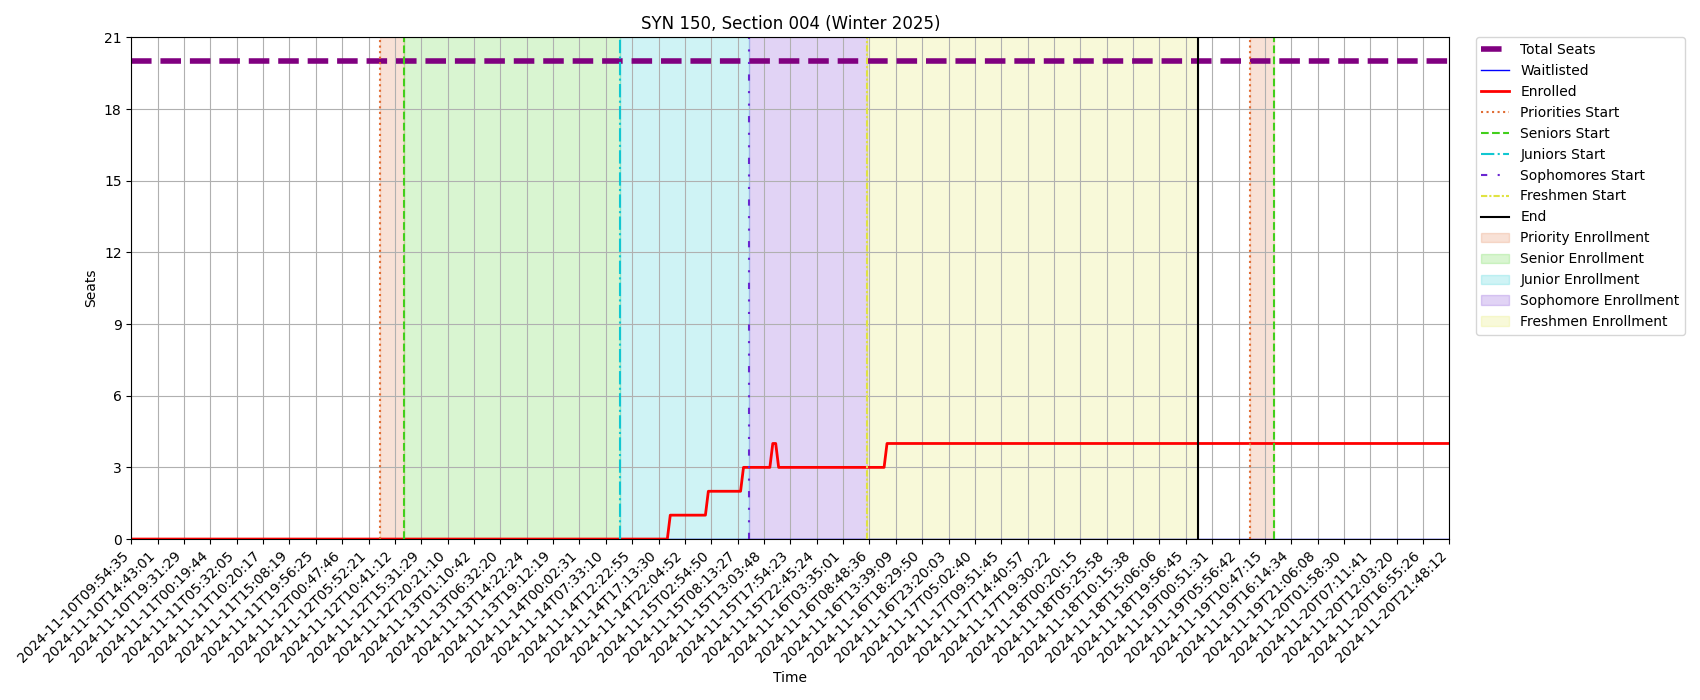 SYN 150, Section 004 (Winter 2025)
21
18
15
12
9
6
3
0
Seats
2024-11-10T09:54:35
2024-11-10T14:43:01
2024-11-10T19:31:29
2024-11-11T00:19:44
2024-11-11T05:32:05
2024-11-11T10:20:17
2024-11-11T15:08:19
2024-11-11T19:56:25
2024-11-12T00:47:46
2024-11-12T05:52:21
2024-11-12T10:41:12
2024-11-12T15:31:29
2024-11-12T20:21:10
2024-11-13T01:10:42
2024-11-13T06:32:20
2024-11-13T14:22:24
2024-11-13T19:12:19
2024-11-14T00:02:31
2024-11-14T07:33:10
2024-11-14T12:22:55
2024-11-14T17:13:30
2024-11-14T22:04:52
2024-11-15T02:54:50
2024-11-15T08:13:27
2024-11-15T13:03:48
2024-11-15T17:54:23
2024-11-15T22:45:24
2024-11-16T03:35:01
2024-11-16T08:48:36
2024-11-16T13:39:09
2024-11-16T18:29:50
2024-11-16T23:20:03
2024-11-17T05:02:40
2024-11-17T09:51:45
2024-11-17T14:40:57
2024-11-17T19:30:22
2024-11-18T00:20:15
2024-11-18T05:25:58
2024-11-18T10:15:38
2024-11-18T15:06:06
2024-11-18T19:56:45
2024-11-19T00:51:31
2024-11-19T05:56:42
2024-11-19T10:47:15
2024-11-19T16:14:34
2024-11-19T21:06:08
2024-11-20T01:58:30
2024-11-20T07:11:41
2024-11-20T12:03:20
2024-11-20T16:55:26
2024-11-20T21:48:12
Time
Total Seats
Waitlisted
Enrolled
Priorities Start
Seniors Start
Juniors Start
Sophomores Start
Freshmen Start
End
Priority Enrollment
Senior Enrollment
Junior Enrollment
Sophomore Enrollment
Freshmen Enrollment